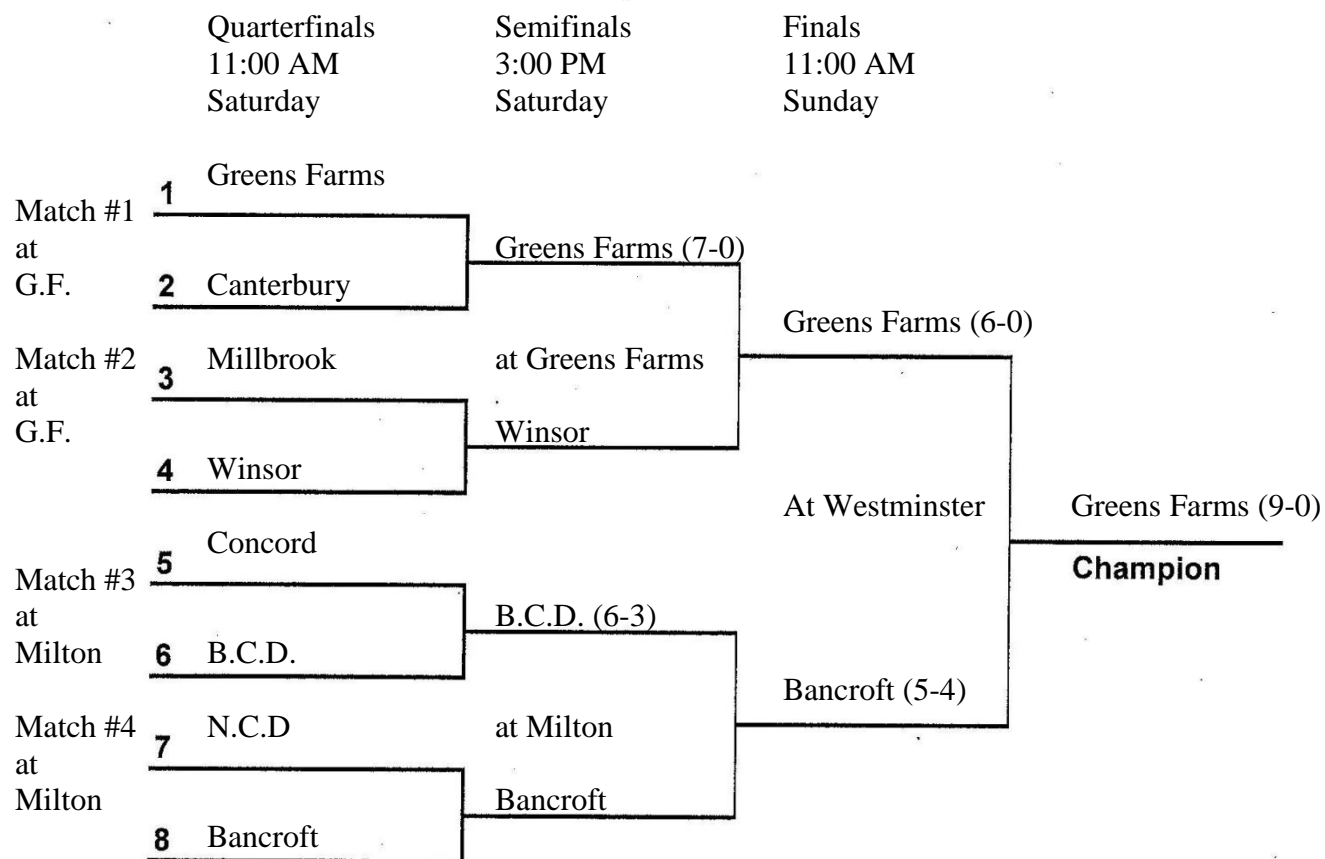 Quarterfinals Semifinals Finals
11:00 AM 3:00 PM 11:00 AM
Saturday Saturday Sunday
Greens Farms
1
Match #1
at Greens Farms (7-0)
G.F. 2 Canterbury
Greens Farms (6-0)
Match #2 3 Millbrook at Greens Farms
at
G.F. Winsor
4 Winsor
At Westminster Greens Farms (9-0)
Concord
5
Match #3 Champion
at B.C.D. (6-3)
Milton 6 B.C.D.
Bancroft (5-4)
Match #4 7 N.C.D at Milton
at
Milton Bancroft
8 Bancroft